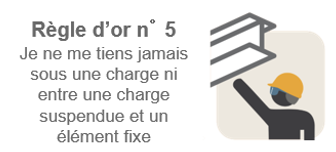 Règle d’or n° 5
Je ne me tiens jamais
sous une charge ni
entre une charge
suspendue et un
élément fixe